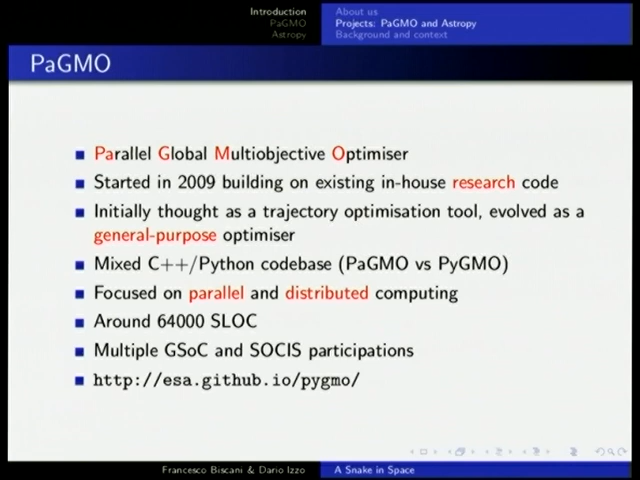 Introduction
PaGMO
Astropy
About us
Projects: PaGMO and Astropy
Background and context
PaGMO
Parallel Global Multiobjective Optimiser
Started in 2009 building on existing in-house research code
Initially thought as a trajectory optimisation tool, evolved as a
general-purpose optimiser
Mixed C++/Python codebase (PaGMO vs PyGMO)
Focused on parallel and distributed computing
Around 64000 SLOC
Multiple GSoC and SOCIS participations
http://esa.github.io/pygmo/
Francesco Biscani & Dario Izzo
A Snake in Space